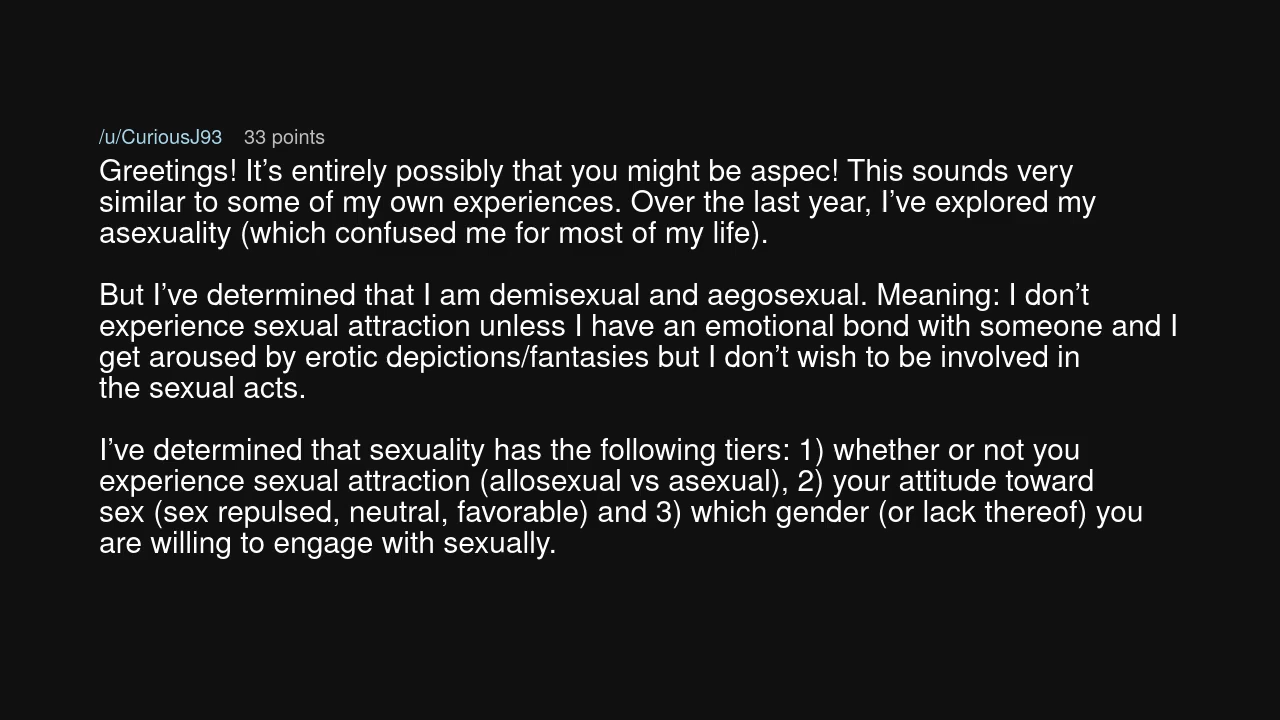 /u/CuriousJ93 33 points
Greetings! It’s entirely possibly that you might be aspec! This sounds very
similar to some of my own experiences. Over the last year, I’ve explored my
asexuality (which confused me for most of my life).
But I’ve determined that I am demisexual and aegosexual. Meaning: I don’t
experience sexual attraction unless I have an emotional bond with someone and I
get aroused by erotic depictions/fantasies but I don’t wish to be involved in
the sexual acts.
I’ve determined that sexuality has the following tiers: 1) whether or not you
experience sexual attraction (allosexual vs asexual), 2) your attitude toward
sex (sex repulsed, neutral, favorable) and 3) which gender (or lack thereof) you
are willing to engage with sexually.